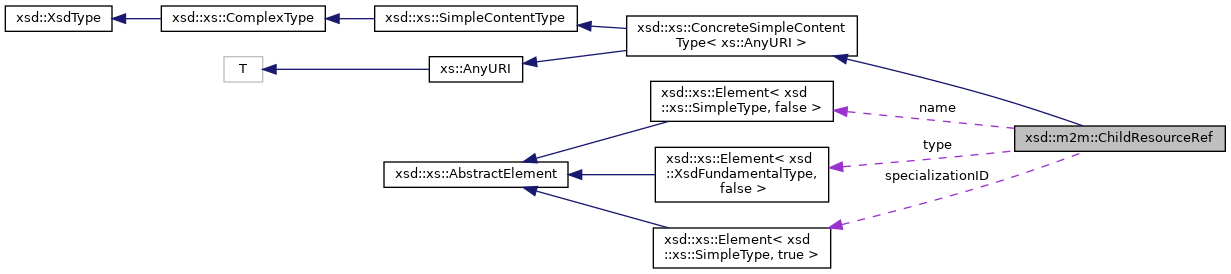 xsd::XsdType
xsd::xs::ComplexType
xsd::xs::SimpleContentType
xsd::xs::ConcreteSimpleContent
Type< xs::AnyURI >
T
xs::AnyURI
xsd::xs::Element< xsd
::xs::SimpleType, false >
name
xsd::m2m::ChildResourceRef
type
xsd::xs::Element< xsd
::XsdFundamentalType,
false >
xsd::xs::AbstractElement
specializationID
xsd::xs::Element< xsd
::xs::SimpleType, true >